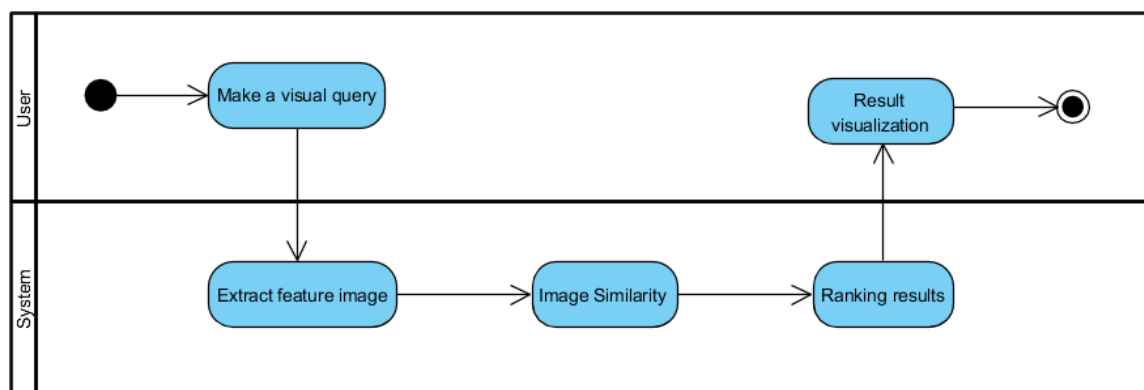 User
Make a visual query
Result
visualization
System
Extract feature image
Image Similarity
Ranking results